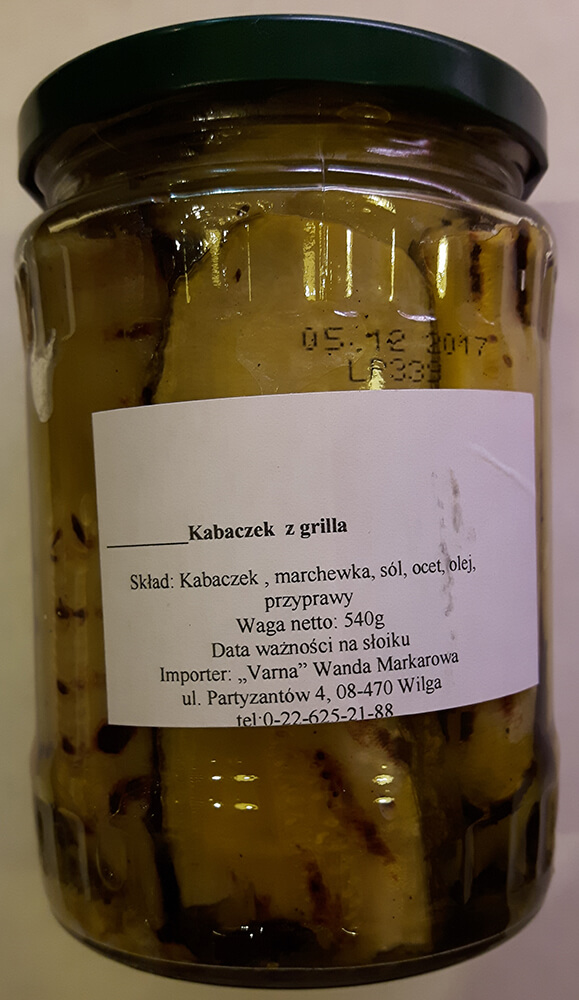 05.12 2017
________Kabaczek z grilla
Skład: Kabaczek , marchewka, sól, ocet, olej,
przyprawy
Waga netto: 540g
Data ważności na słoiku
Importer: „Varna” Wanda Markarowa
ul. Partyzantów 4, 08-470 Wilga
tel:0-22-625-21-88